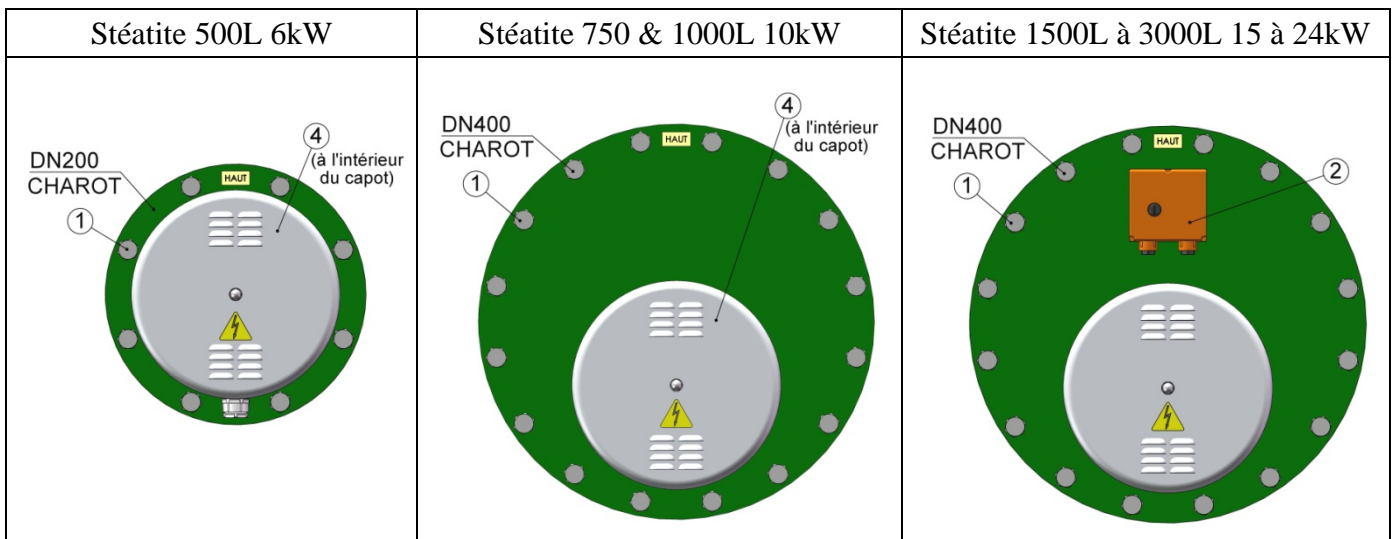 Stéatite 500L 6kW
Stéatite 750 & 1000L 10kW
Stéatite 1500L à 3000L 15 à 24kW
4
(à l'intérieur
du capot)
DN200
CHAROT
1
HAUT
4
(à l'intérieur
du capot)
DN400
CHAROT
1
HAUT
DN400
CHAROT
1
HAUT
2